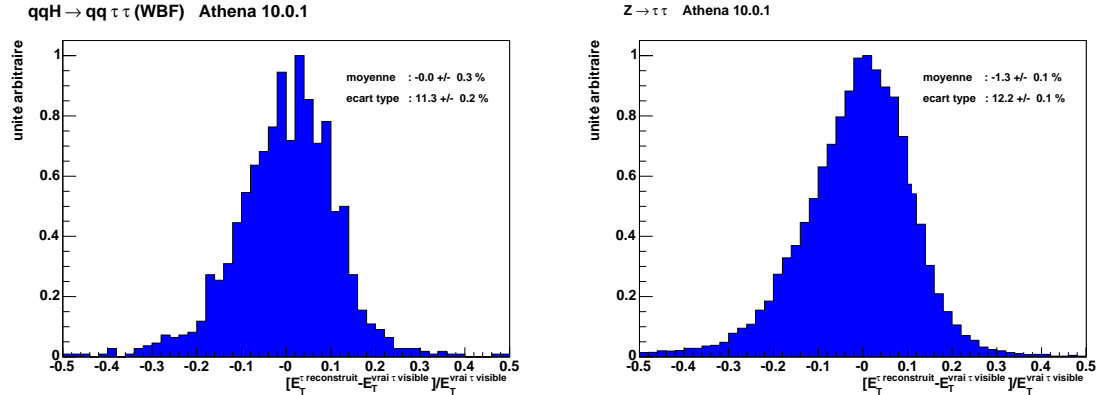 qqH → qq τ τ (WBF) Athena 10.0.1
unité arbitraire
1
0.8
0.6
0.4
0.2
0
moyenne : -0.0 +/- 0.3 %
ecart type : 11.3 +/- 0.2 %
-0.5 -0.4 -0.3 -0.2 -0.1 -0 0.1 0.2 0.3 0.4 0.5
[E_T^{τ reconstruit}-E_T^{vrai τ visible}]/E_T^{vrai τ visible}
Z → τ τ Athena 10.0.1
unité arbitraire
1
0.8
0.6
0.4
0.2
0
moyenne : -1.3 +/- 0.1 %
ecart type : 12.2 +/- 0.1 %
-0.5 -0.4 -0.3 -0.2 -0.1 -0 0.1 0.2 0.3 0.4 0.5
[E_T^{τ reconstruit}-E_T^{vrai τ visible}]/E_T^{vrai τ visible}